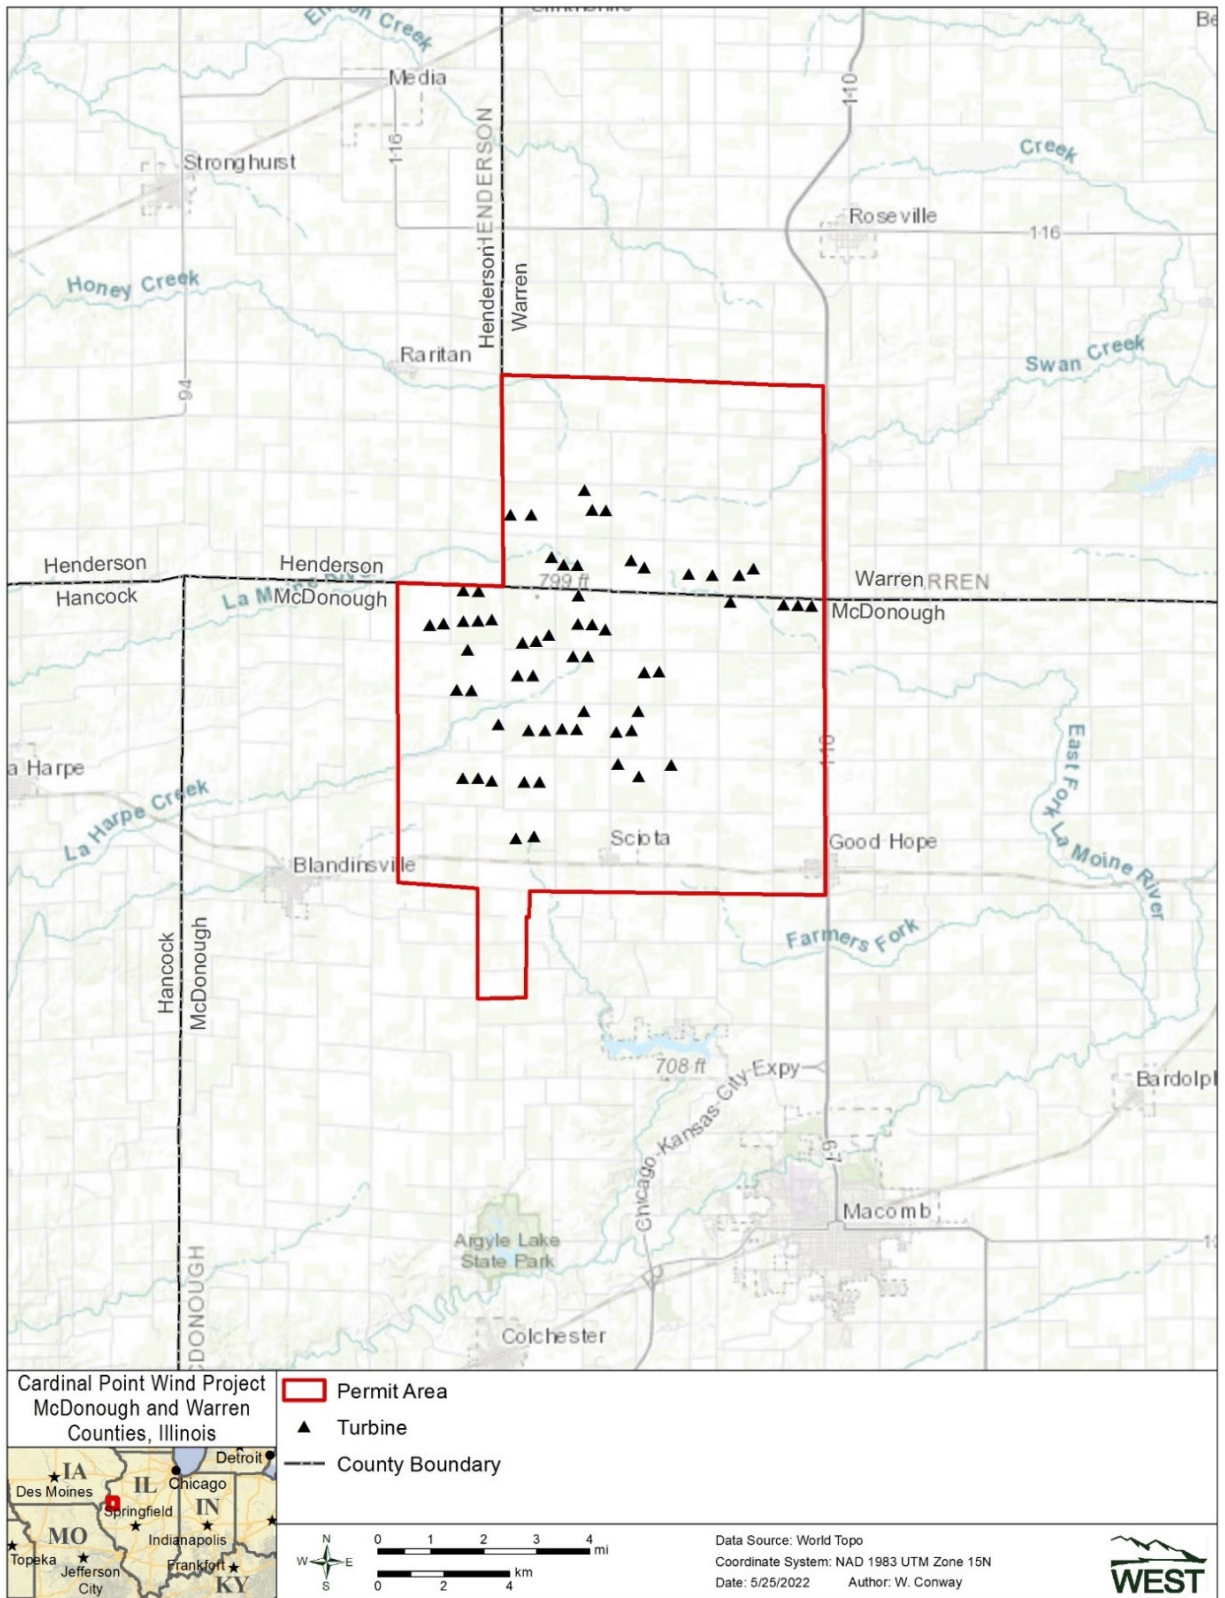 Creek
Media
116
HENDERSON
110
Stronghurst
Creek
Roseville
116
Honey Creek
Henderson
Warren
Raritan
Swan Creek
94
Henderson
Henderson
Hancock
McDonough
799 ft
Warren
RREN
McDonough
110
a Harpe
La Harpe Creek
East Fork La Moine River
Sciota
Good Hope
Blandinsville
Hancock
McDonough
Farmers Fork
708 ft
Chicago-Kansas City Expy
Bardolph
67
Macomb
Argyle Lake
State Park
DONOUGH
Colchester
Cardinal Point Wind Project
McDonough and Warren
Counties, Illinois
Permit Area
Turbine
County Boundary
IA
Des Moines
IL
Chicago
Detroit
Springfield
IN
Indianapolis
MO
Topeka
Jefferson
City
Frankfort
KY
N
W
E
S
0 1 2 3 4
mi
0 2 4
km
Data Source: World Topo
Coordinate System: NAD 1983 UTM Zone 15N
Date: 5/25/2022 Author: W. Conway
WEST